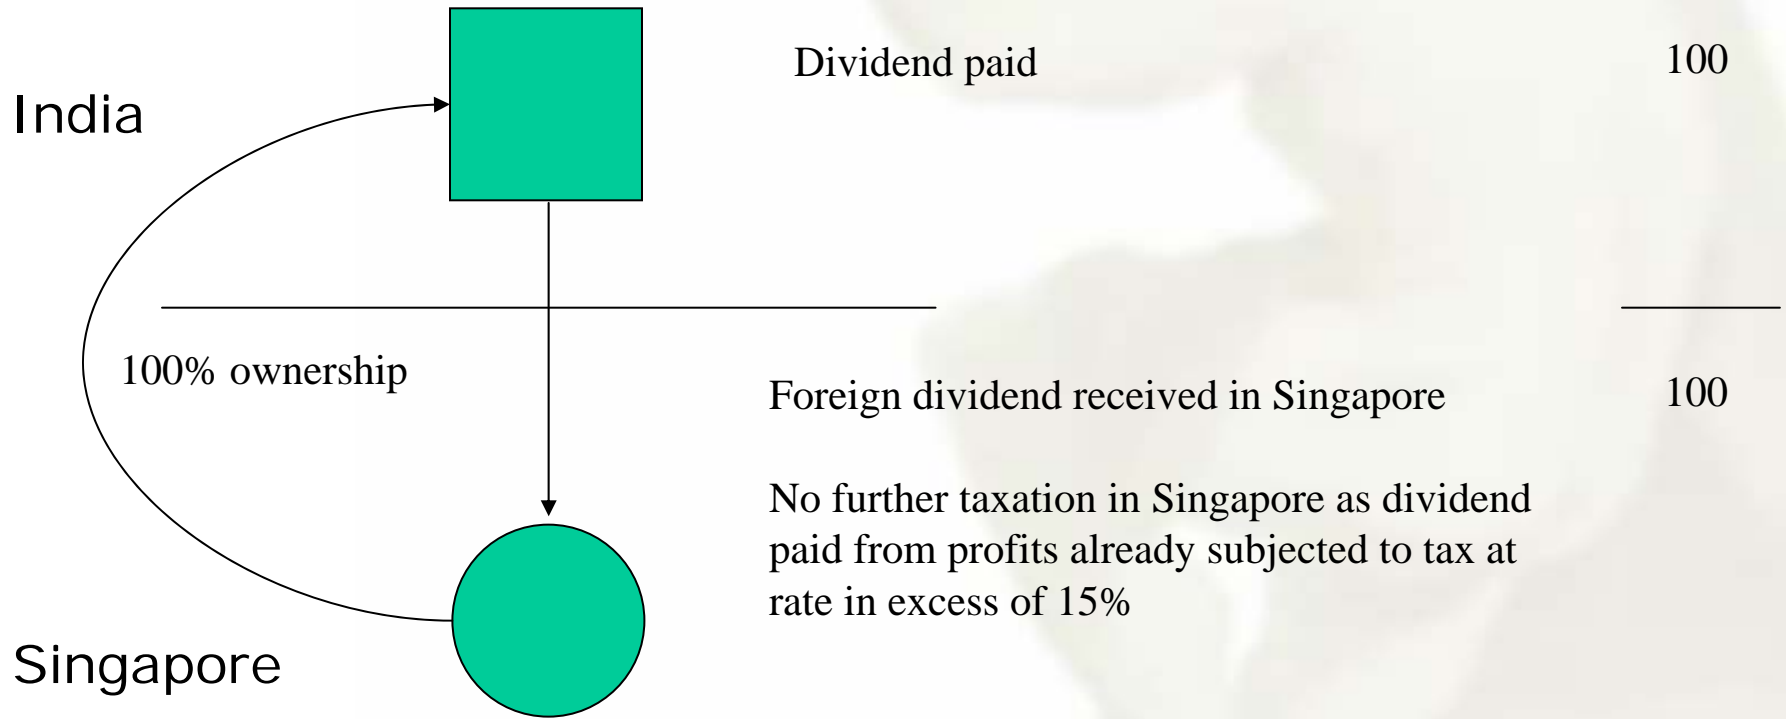 Dividend paid 100
India
100% ownership
Foreign dividend received in Singapore 100
No further taxation in Singapore as dividend
paid from profits already subjected to tax at
rate in excess of 15%
Singapore